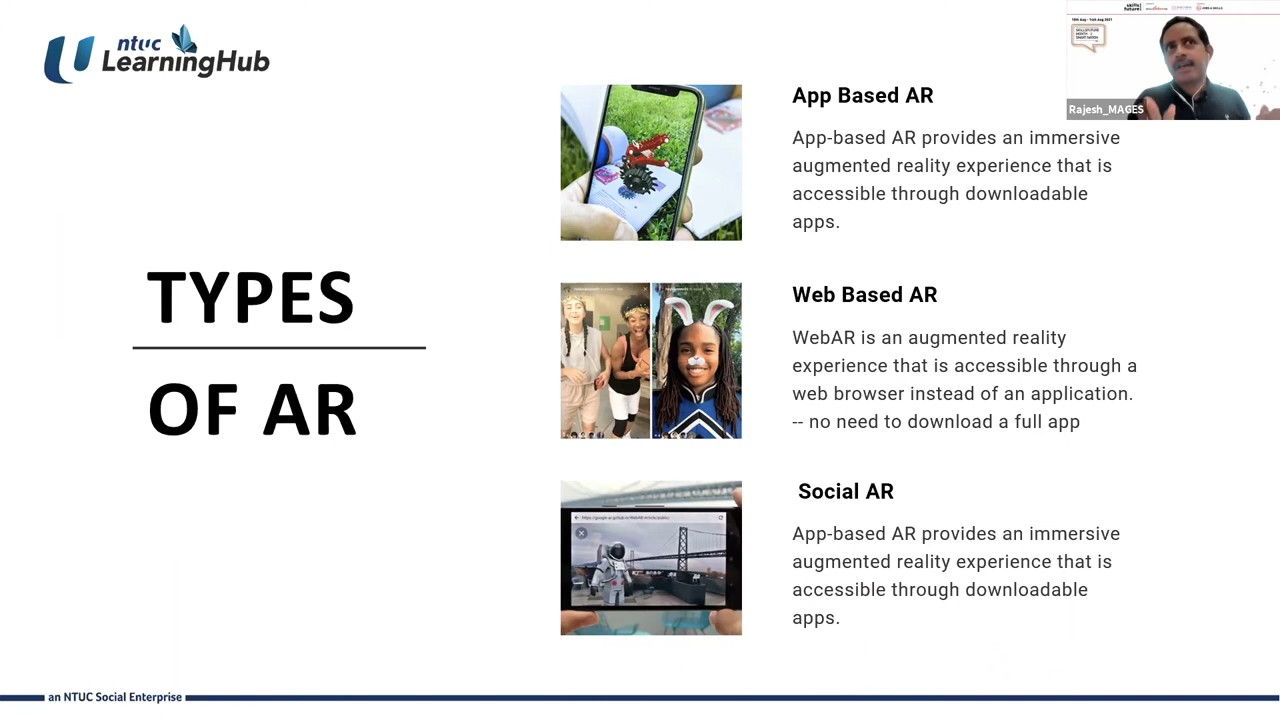 ntuc
LearningHub
TYPES
OF AR
App Based AR
App-based AR provides an immersive
augmented reality experience that is
accessible through downloadable
apps.
Web Based AR
WebAR is an augmented reality
experience that is accessible through a
web browser instead of an application.
-- no need to download a full app
Social AR
App-based AR provides an immersive
augmented reality experience that is
accessible through downloadable
apps.
Rajesh_MAGES
an NTUC Social Enterprise